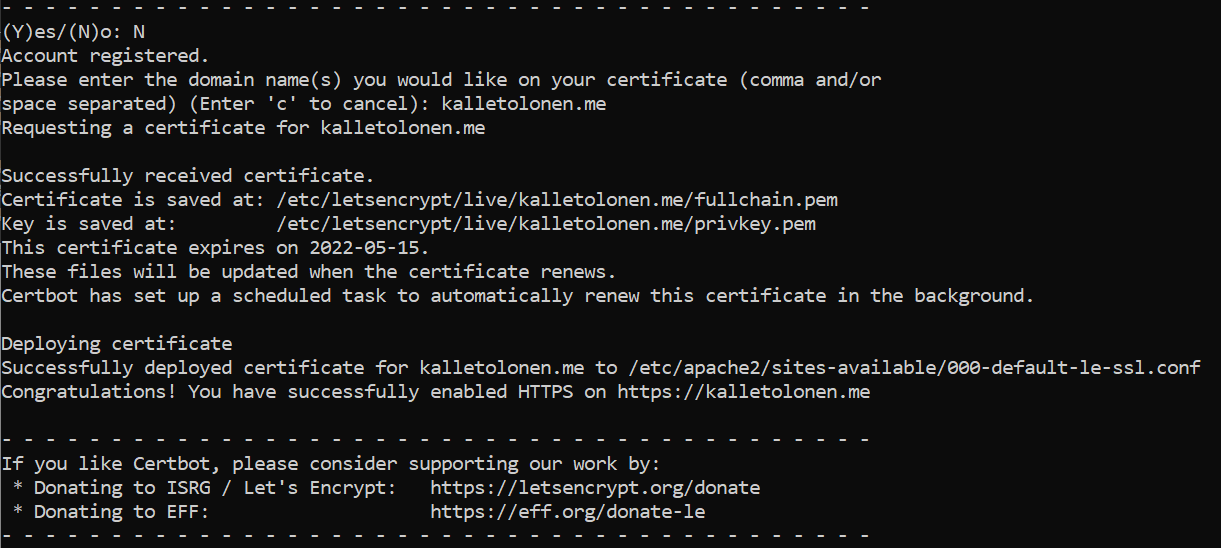 - - - - - - - - - - - - - - - - - - - - - - - - - - - - - - - - - - - - - - - -
(Y)es/(N)o: N
Account registered.
Please enter the domain name(s) you would like on your certificate (comma and/or
space separated) (Enter 'c' to cancel): kalletolonen.me
Requesting a certificate for kalletolonen.me

Successfully received certificate.
Certificate is saved at: /etc/letsencrypt/live/kalletolonen.me/fullchain.pem
Key is saved at:         /etc/letsencrypt/live/kalletolonen.me/privkey.pem
This certificate expires on 2022-05-15.
These files will be updated when the certificate renews.
Certbot has set up a scheduled task to automatically renew this certificate in the background.

Deploying certificate
Successfully deployed certificate for kalletolonen.me to /etc/apache2/sites-available/000-default-le-ssl.conf
Congratulations! You have successfully enabled HTTPS on https://kalletolonen.me

- - - - - - - - - - - - - - - - - - - - - - - - - - - - - - - - - - - - - - - -
If you like Certbot, please consider supporting our work by:
 * Donating to ISRG / Let's Encrypt:   https://letsencrypt.org/donate
 * Donating to EFF:                    https://eff.org/donate-le
- - - - - - - - - - - - - - - - - - - - - - - - - - - - - - - - - - - - - - - -